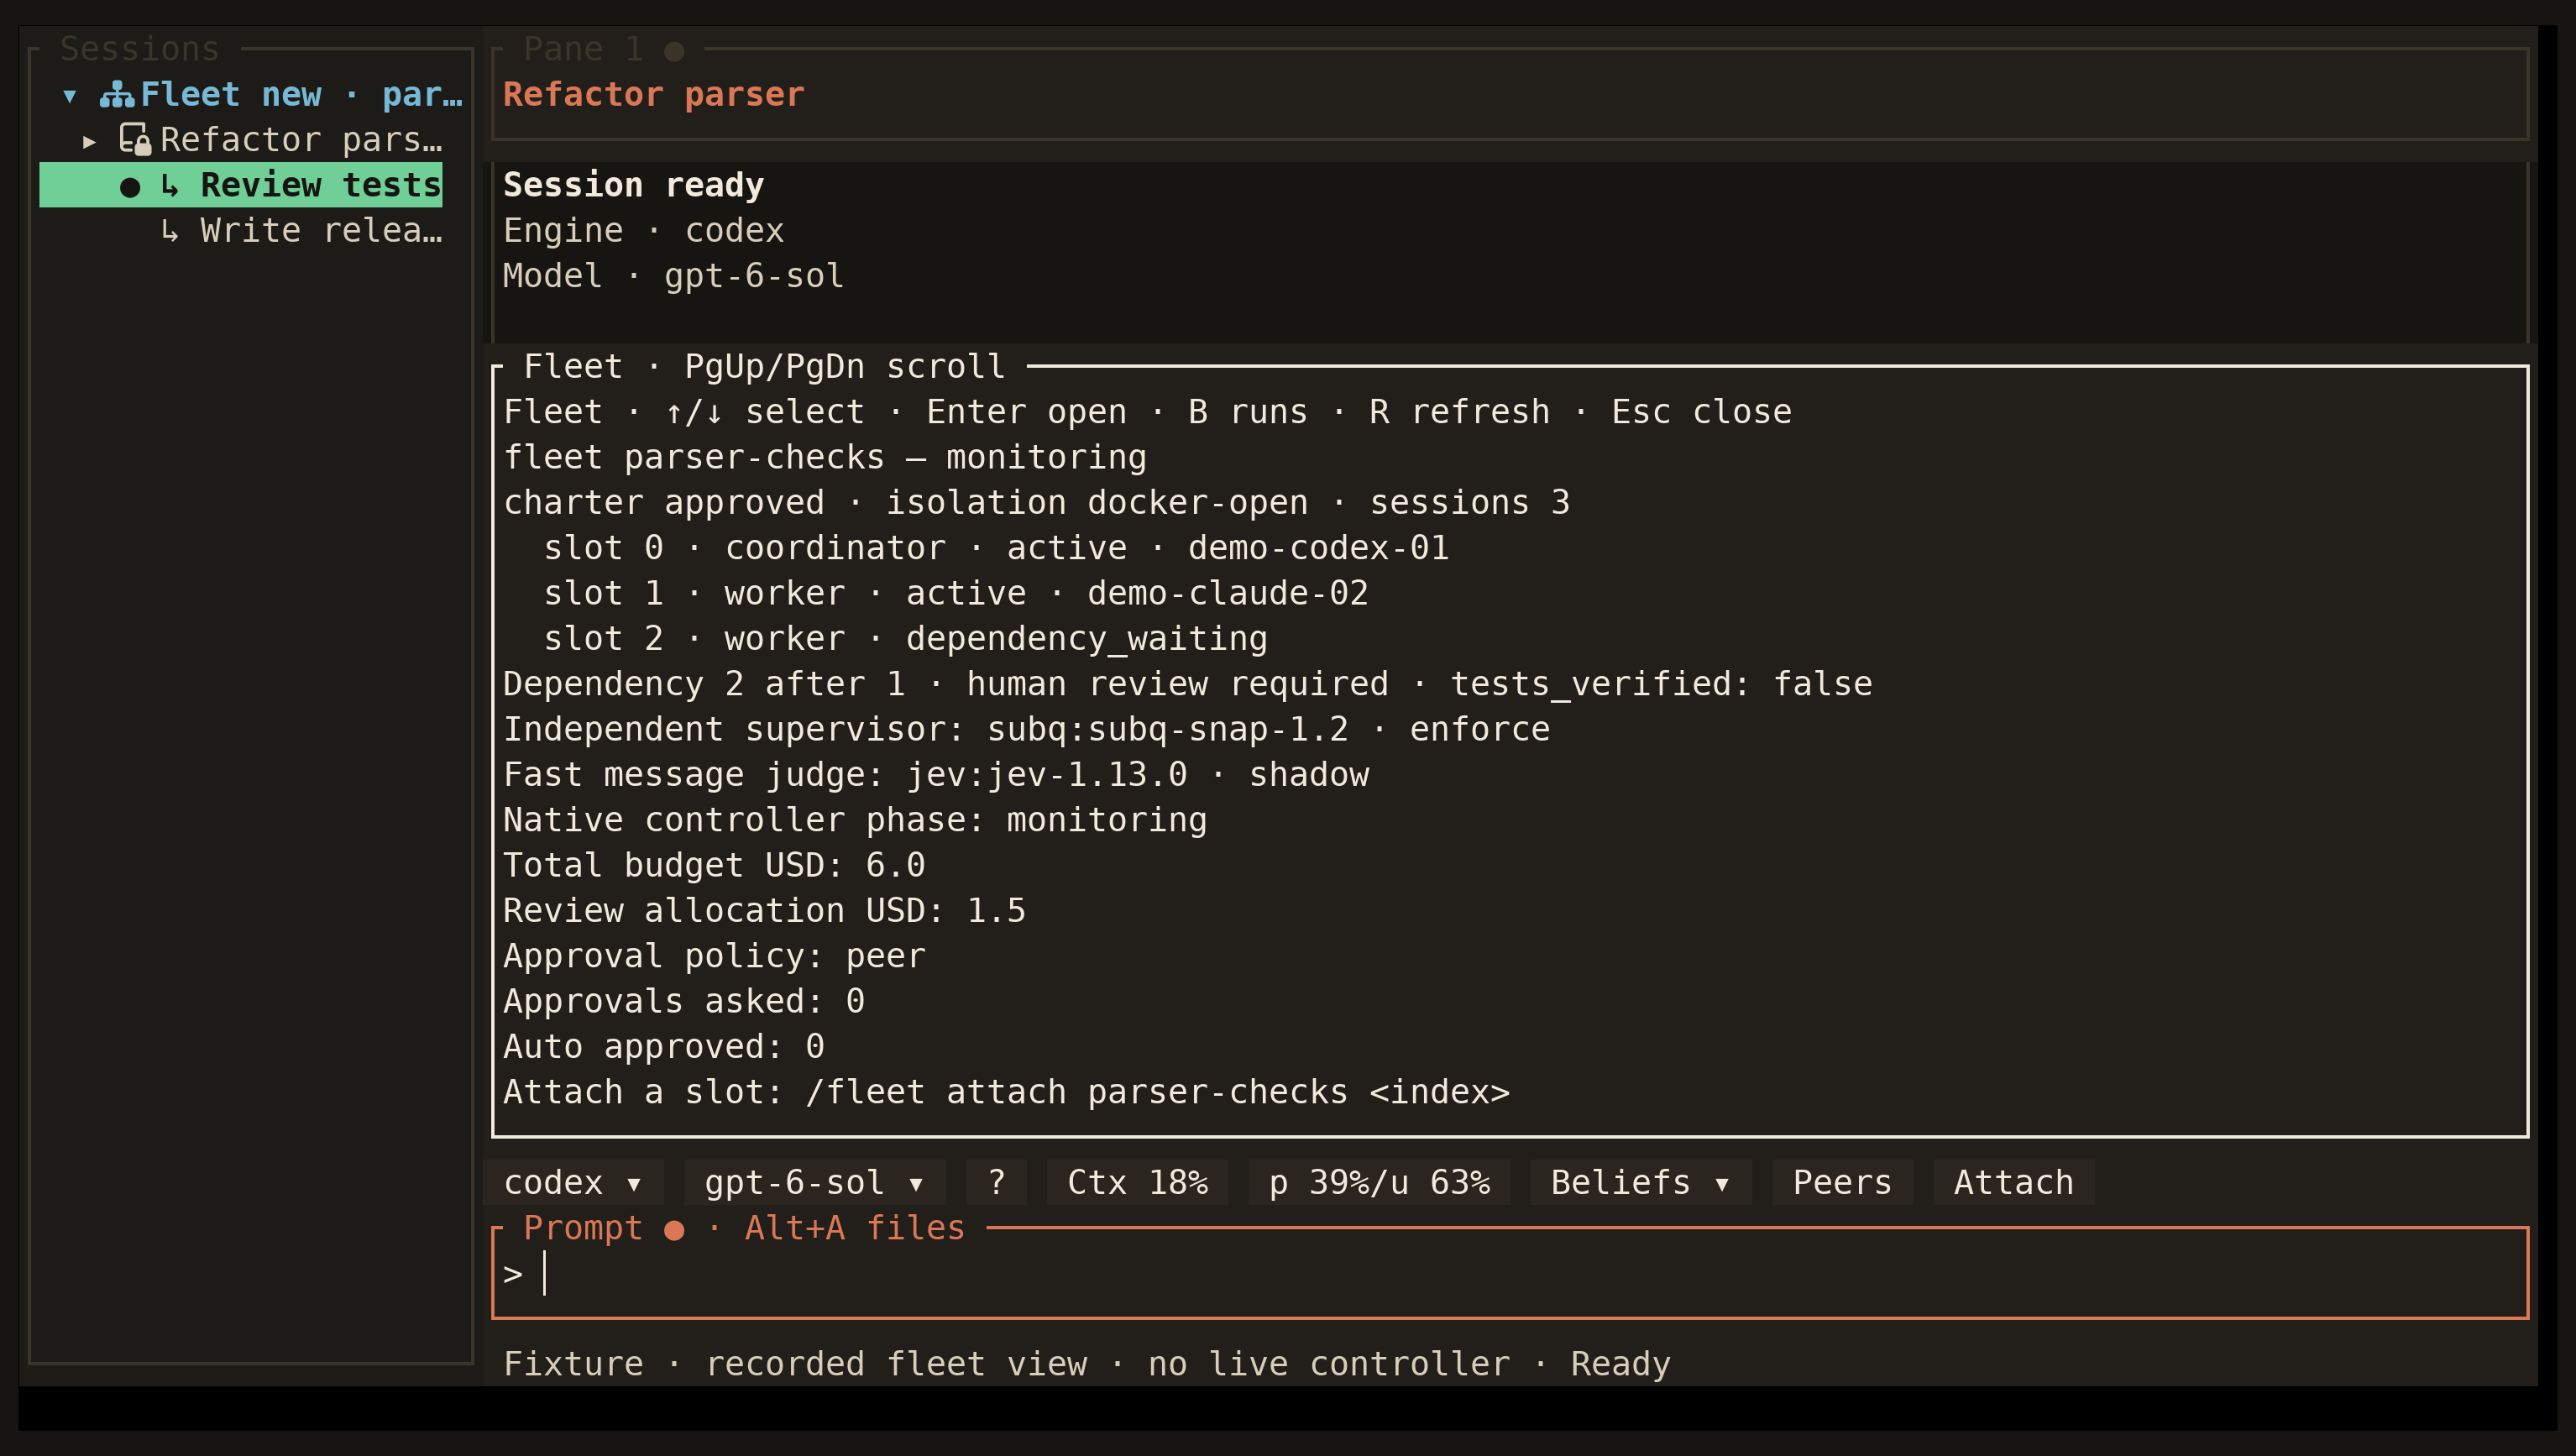 Sessions
▾ Fleet new · par…
▸ Refactor pars…
● ↳ Review tests
↳ Write relea…
Pane 1 ●
Refactor parser
Session ready
Engine · codex
Model · gpt-6-sol
Fleet · PgUp/PgDn scroll
Fleet · ↑/↓ select · Enter open · B runs · R refresh · Esc close
fleet parser-checks — monitoring
charter approved · isolation docker-open · sessions 3
slot 0 · coordinator · active · demo-codex-01
slot 1 · worker · active · demo-claude-02
slot 2 · worker · dependency_waiting
Dependency 2 after 1 · human review required · tests_verified: false
Independent supervisor: subq:subq-snap-1.2 · enforce
Fast message judge: jev:jev-1.13.0 · shadow
Native controller phase: monitoring
Total budget USD: 6.0
Review allocation USD: 1.5
Approval policy: peer
Approvals asked: 0
Auto approved: 0
Attach a slot: /fleet attach parser-checks <index>
codex ▾ gpt-6-sol ▾ ? Ctx 18% p 39%/u 63% Beliefs ▾ Peers Attach
Prompt ● · Alt+A files
>
Fixture · recorded fleet view · no live controller · Ready